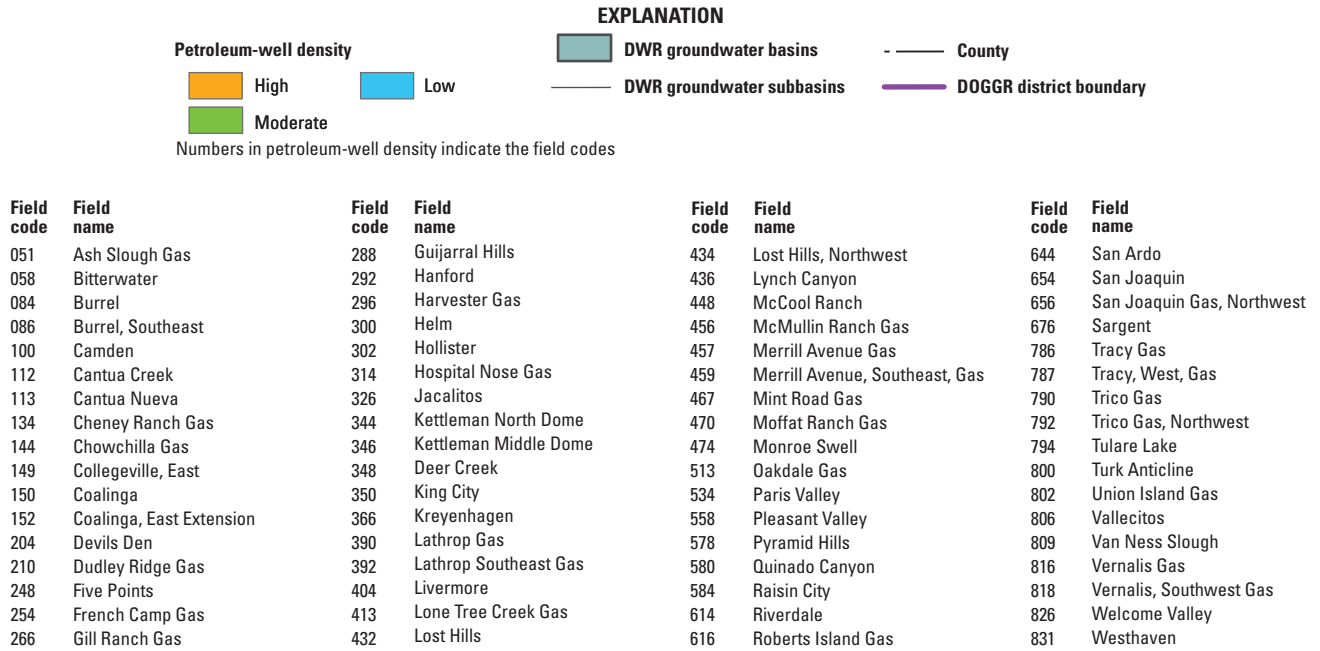 EXPLANATION
Petroleum-well density
High
Low
Moderate
DWR groundwater basins
DWR groundwater subbasins
County
DOGGR district boundary
Numbers in petroleum-well density indicate the field codes
Field code Field name
051 Ash Slough Gas
058 Bitterwater
084 Burrel
086 Burrel, Southeast
100 Camden
112 Cantua Creek
113 Cantua Nueva
134 Cheney Ranch Gas
144 Chowchilla Gas
149 Collegeville, East
150 Coalinga
152 Coalinga, East Extension
204 Devils Den
210 Dudley Ridge Gas
248 Five Points
254 French Camp Gas
266 Gill Ranch Gas
Field code Field name
288 Guijarral Hills
292 Hanford
296 Harvester Gas
300 Helm
302 Hollister
314 Hospital Nose Gas
326 Jacalitos
344 Kettleman North Dome
346 Kettleman Middle Dome
348 Deer Creek
350 King City
366 Kreyenhagen
390 Lathrop Gas
392 Lathrop Southeast Gas
404 Livermore
413 Lone Tree Creek Gas
432 Lost Hills
Field code Field name
434 Lost Hills, Northwest
436 Lynch Canyon
448 McCool Ranch
456 McMullin Ranch Gas
457 Merrill Avenue Gas
459 Merrill Avenue, Southeast, Gas
467 Mint Road Gas
470 Moffat Ranch Gas
474 Monroe Swell
513 Oakdale Gas
534 Paris Valley
558 Pleasant Valley
578 Pyramid Hills
580 Quinado Canyon
584 Raisin City
614 Riverdale
616 Roberts Island Gas
Field code Field name
644 San Ardo
654 San Joaquin
656 San Joaquin Gas, Northwest
676 Sargent
786 Tracy Gas
787 Tracy, West, Gas
790 Trico Gas
792 Trico Gas, Northwest
794 Tulare Lake
800 Turk Anticline
802 Union Island Gas
806 Vallecitos
809 Van Ness Slough
816 Vernalis Gas
818 Vernalis, Southwest Gas
826 Welcome Valley
831 Westhaven